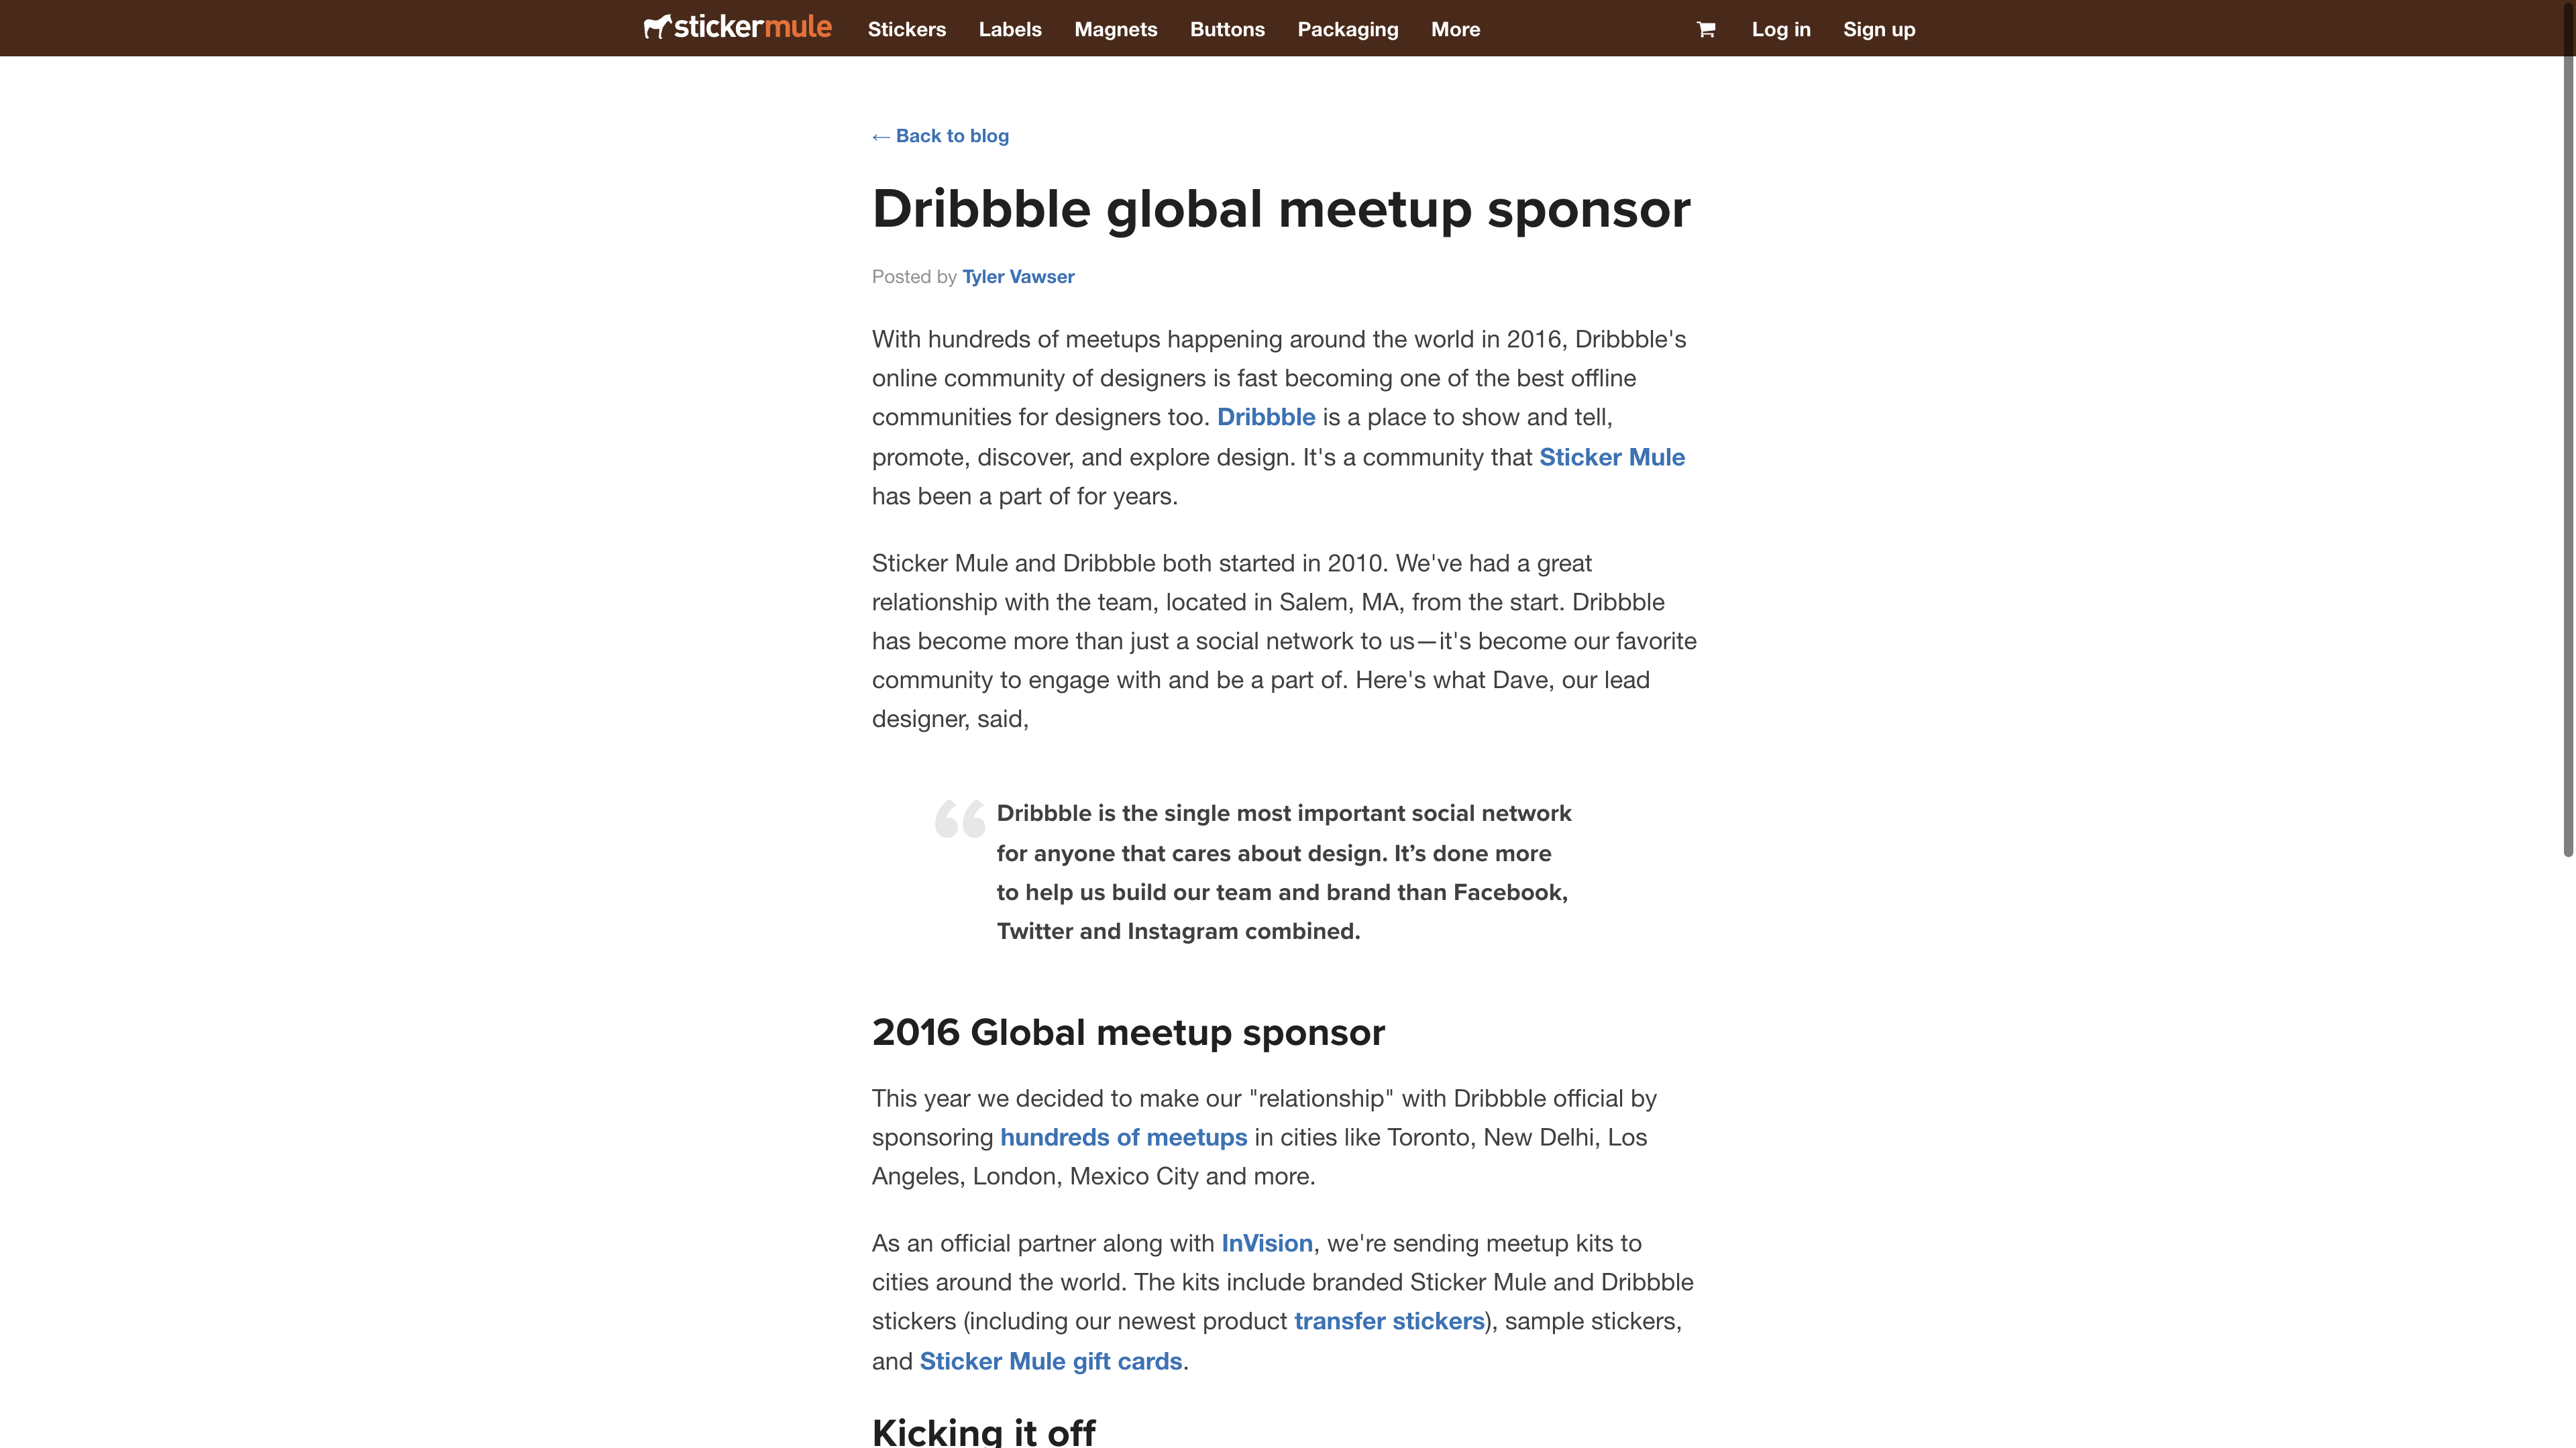 stickermule Stickers Labels Magnets Buttons Packaging More Log in Sign up
← Back to blog
Dribbble global meetup sponsor
Posted by Tyler Vawser
With hundreds of meetups happening around the world in 2016, Dribbble's
online community of designers is fast becoming one of the best offline
communities for designers too. Dribbble is a place to show and tell,
promote, discover, and explore design. It's a community that Sticker Mule
has been a part of for years.
Sticker Mule and Dribbble both started in 2010. We've had a great
relationship with the team, located in Salem, MA, from the start. Dribbble
has become more than just a social network to us—it's become our favorite
community to engage with and be a part of. Here's what Dave, our lead
designer, said,
“ Dribbble is the single most important social network
for anyone that cares about design. It’s done more
to help us build our team and brand than Facebook,
Twitter and Instagram combined.
2016 Global meetup sponsor
This year we decided to make our "relationship" with Dribbble official by
sponsoring hundreds of meetups in cities like Toronto, New Delhi, Los
Angeles, London, Mexico City and more.
As an official partner along with InVision, we're sending meetup kits to
cities around the world. The kits include branded Sticker Mule and Dribbble
stickers (including our newest product transfer stickers), sample stickers,
and Sticker Mule gift cards.
Kicking it off